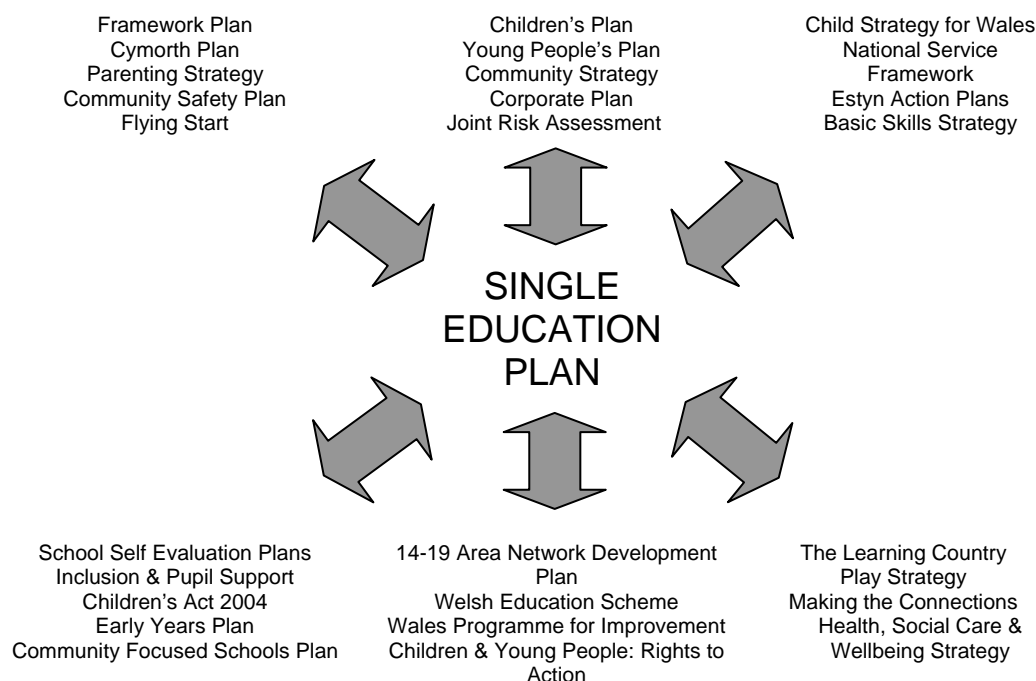 Framework Plan
Cymorth Plan
Parenting Strategy
Community Safety Plan
Flying Start
Children’s Plan
Young People’s Plan
Community Strategy
Corporate Plan
Joint Risk Assessment
Child Strategy for Wales
National Service
Framework
Estyn Action Plans
Basic Skills Strategy
SINGLE
EDUCATION
PLAN
School Self Evaluation Plans
Inclusion & Pupil Support
Children’s Act 2004
Early Years Plan
Community Focused Schools Plan
14-19 Area Network Development
Plan
Welsh Education Scheme
Wales Programme for Improvement
Children & Young People: Rights to
Action
The Learning Country
Play Strategy
Making the Connections
Health, Social Care &
Wellbeing Strategy